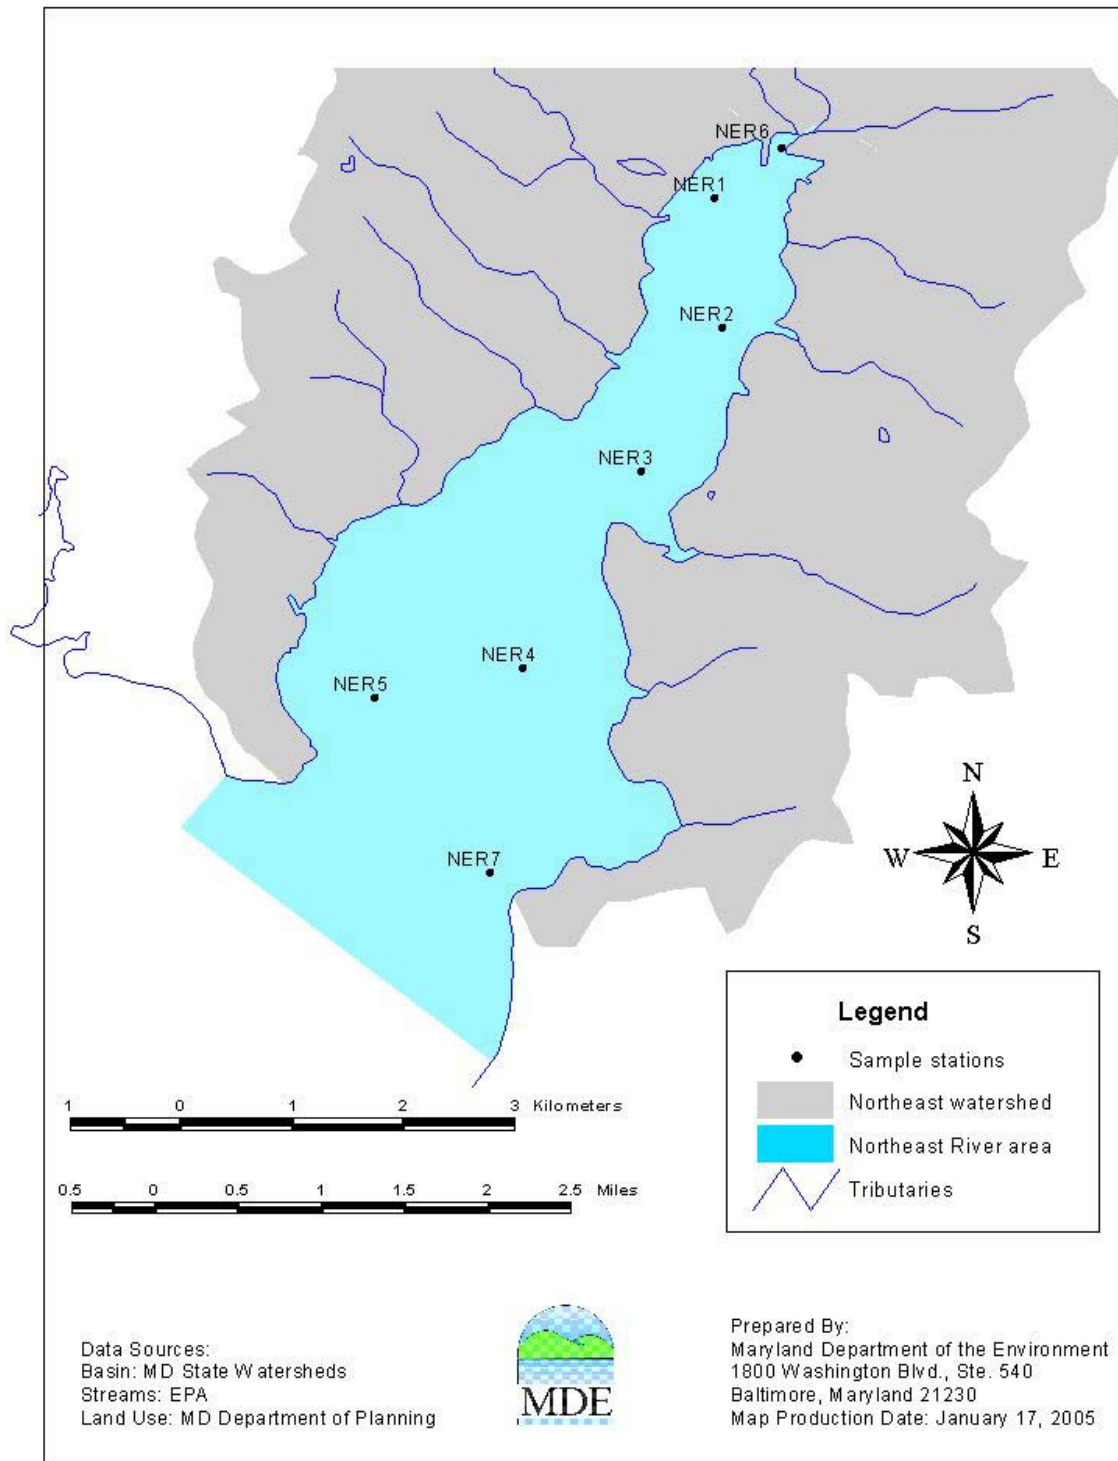 NER6
NER1
NER2
NER3
NER4
NER5
NER7
N
W E
S
Legend
Sample stations
Northeast watershed
Northeast River area
Tributaries
1 0 1 2 3 Kilometers
0.5 0 0.5 1 1.5 2 2.5 Miles
Data Sources:
Basin: MD State Watersheds
Streams: EPA
Land Use: MD Department of Planning
MDE
Prepared By:
Maryland Department of the Environment
1800 Washington Blvd., Ste. 540
Baltimore, Maryland 21230
Map Production Date: January 17, 2005